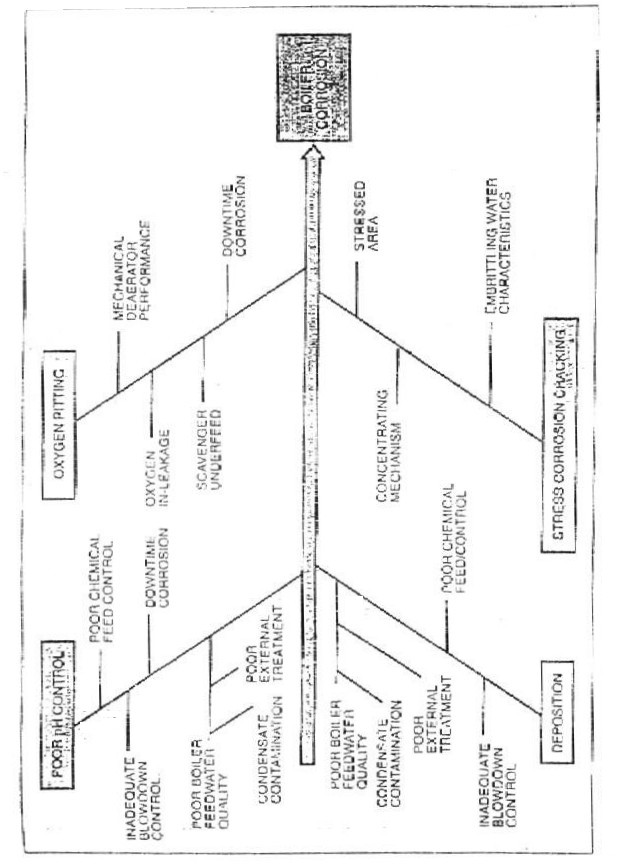 POOR pH CONTROL
POOR CHEMICAL
FEED CONTROL
DOWNTIME
CORROSION
INADEQUATE
BLOWDOWN
CONTROL
POOR BOILER
FEEDWATER
QUALITY
POOR
EXTERNAL
TREATMENT
CONDENSATE
CONTAMINATION
OXYGEN PITTING
MECHANICAL
DEAERATOR
PERFORMANCE
OXYGEN
IN-LEAKAGE
SCAVENGER
UNDERFEED
DOWNTIME
CORROSION
BOILER
CORROSION
POOR BOILER
FEEDWATER
QUALITY
CONDENSATE
CONTAMINATION
POOR
EXTERNAL
TREATMENT
INADEQUATE
BLOWDOWN
CONTROL
POOR CHEMICAL
FEED/CONTROL
DEPOSITION
STRESSED
AREA
CONCENTRATING
MECHANISM
EMBRITTLING WATER
CHARACTERISTICS
STRESS CORROSION CRACKING